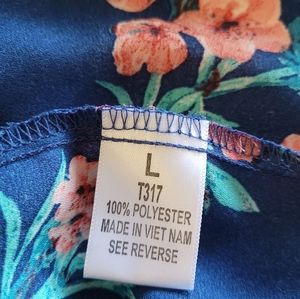 L
T317
100% POLYESTER
MADE IN VIET NAM
SEE REVERSE